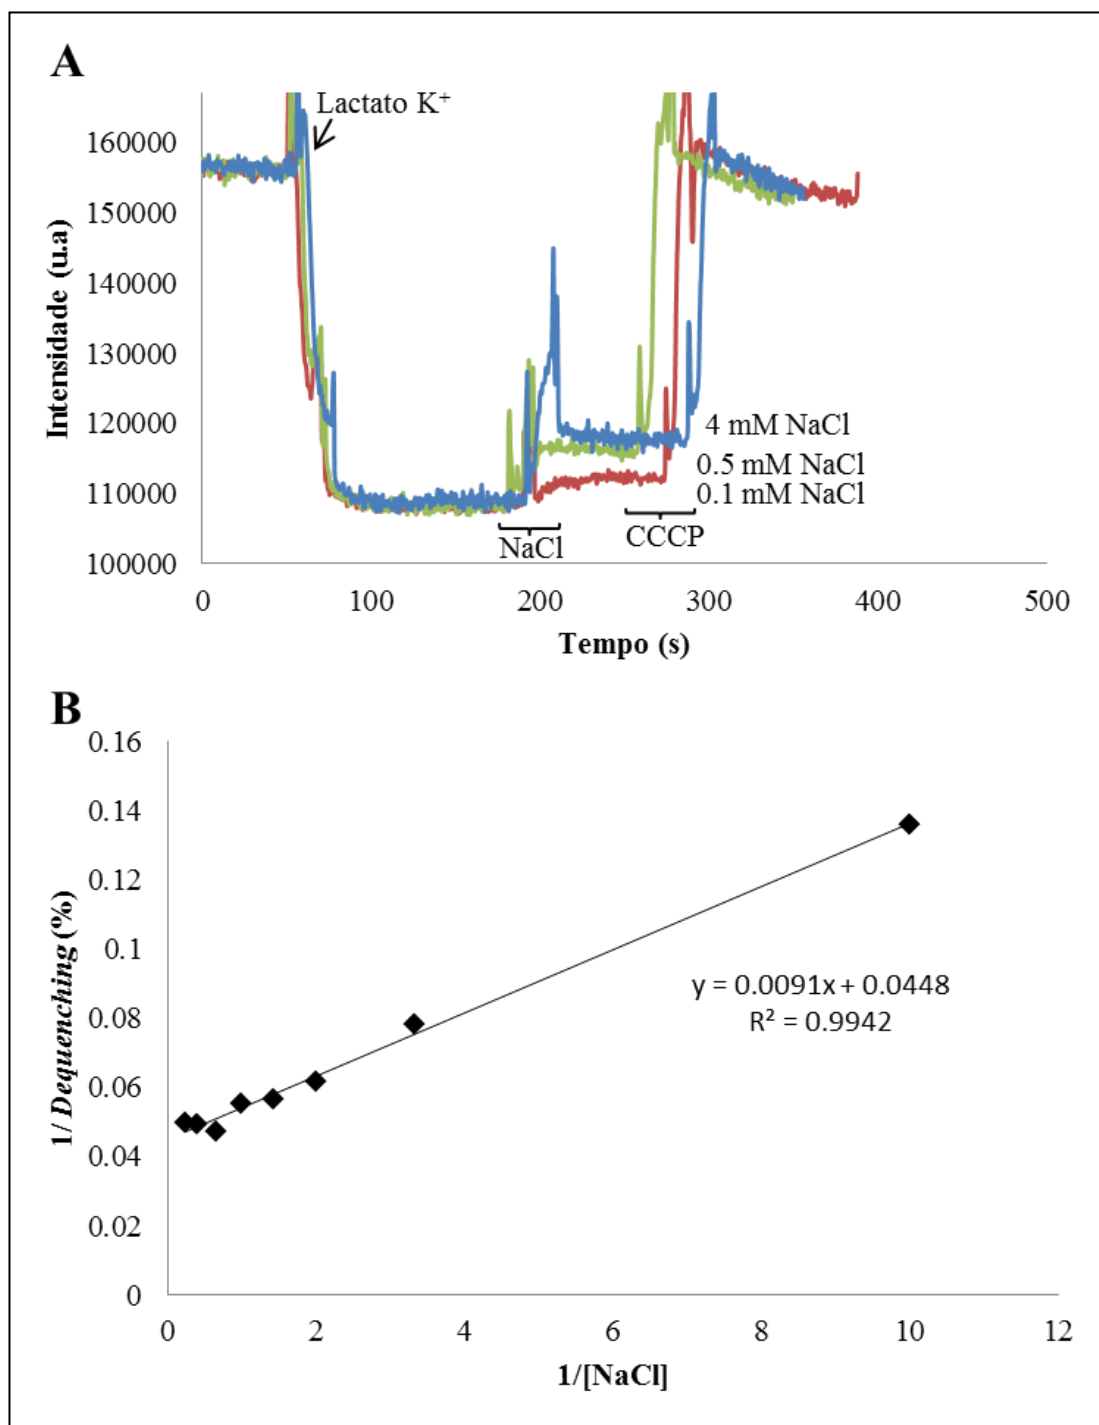 A
Lactato K⁺
160000
150000
140000
130000
120000
110000
100000
Intensidade (u.a)
4 mM NaCl
0.5 mM NaCl
0.1 mM NaCl
NaCl
CCCP
0 100 200 300 400 500
Tempo (s)
B
0.16
0.14
0.12
0.1
0.08
0.06
0.04
0.02
0
1/ Dequenching (%)
y = 0.0091x + 0.0448
R² = 0.9942
0 2 4 6 8 10 12
1/[NaCl]